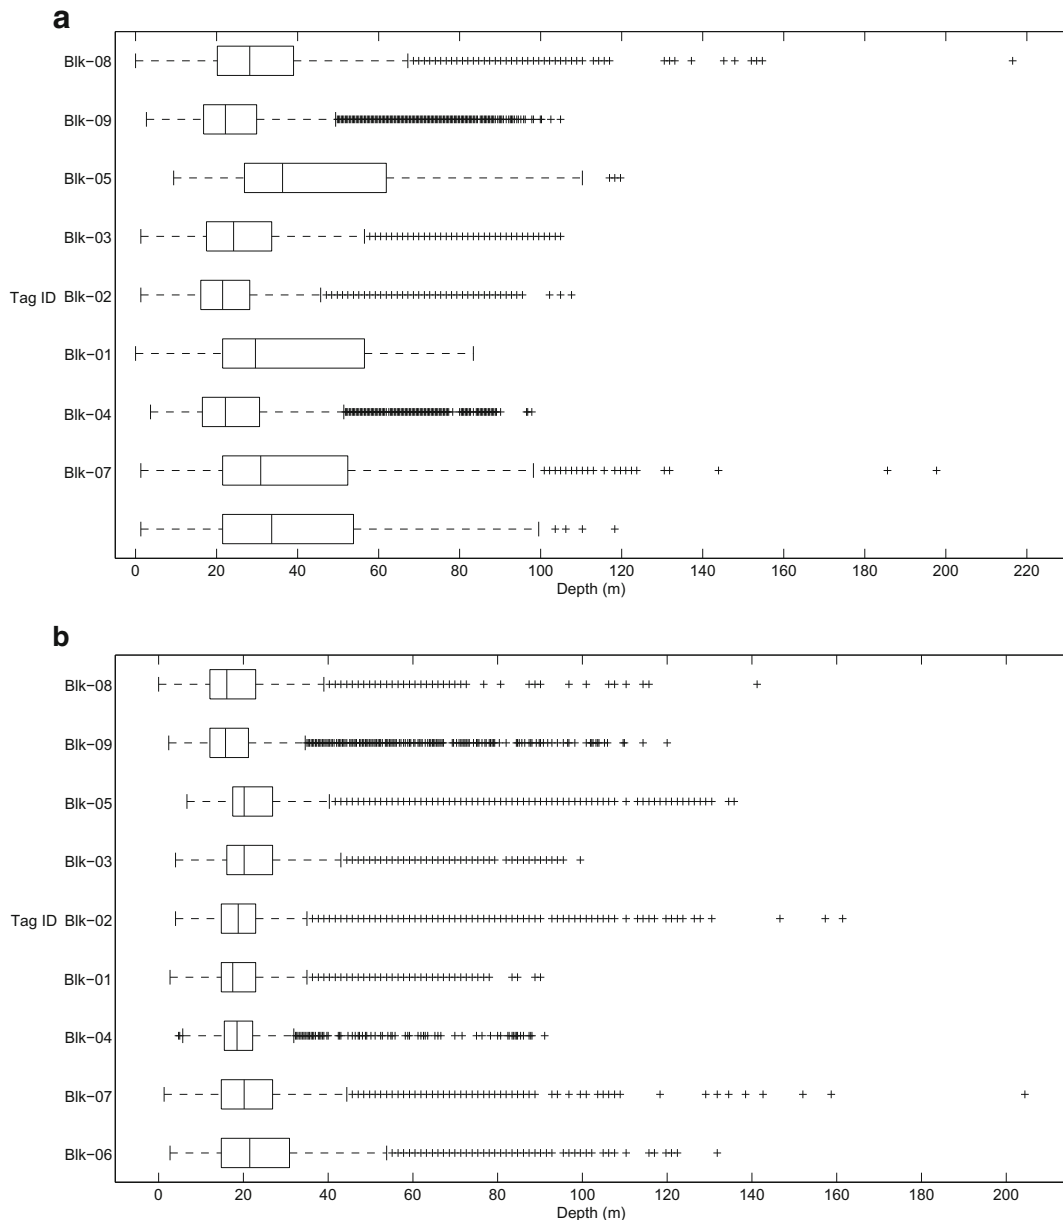 a
Blk−08
Blk−09
Blk−05
Blk−03
Tag ID Blk−02
Blk−01
Blk−04
Blk−07
0 20 40 60 80 100 120 140 160 180 200 220
Depth (m)
b
Blk−08
Blk−09
Blk−05
Blk−03
Tag ID Blk−02
Blk−01
Blk−04
Blk−07
Blk−06
0 20 40 60 80 100 120 140 160 180 200
Depth (m)